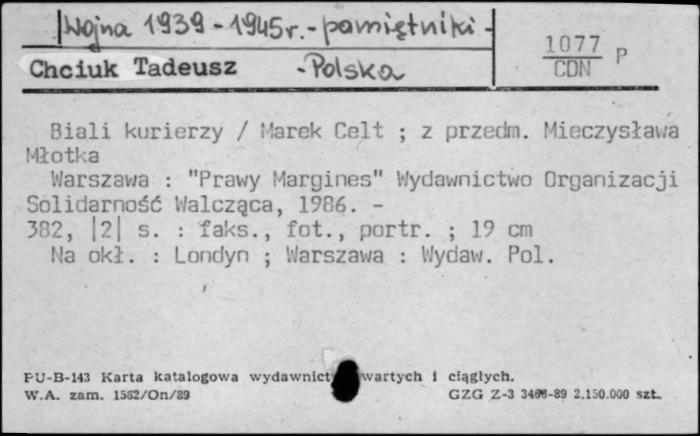 Wojna 1939-1945r.-pamiętniki-
-Polska
Chciuk Tadeusz
1077
CDN
P
Biali kurierzy / Marek Celt ; z przedm. Mieczysława
Młotka
Warszawa : "Prawy Margines" Wydawnictwo Organizacji
Solidarność Walcząca, 1986. -
382, |2| s. : faks., fot., portr. ; 19 cm
Na okł. : Londyn ; Warszawa : Wydaw. Pol.
PU-B-143 Karta katalogowa wydawnict wartych i ciągłych.
W.A. zam. 1562/On/89
GZG Z-3 -89 2.150.000 szt.